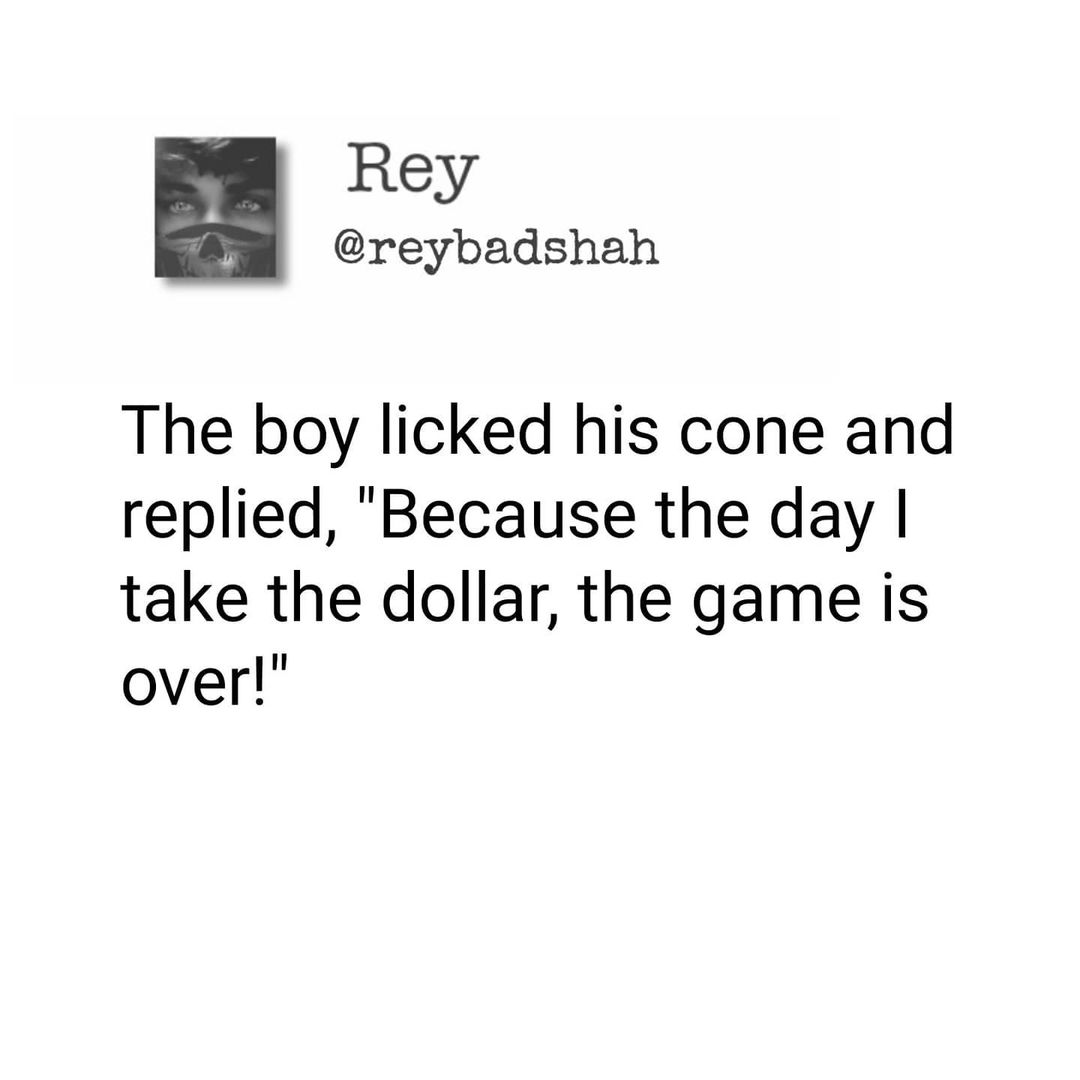 Rey
@reybadshah
The boy licked his cone and
replied, "Because the day I
take the dollar, the game is
over!"